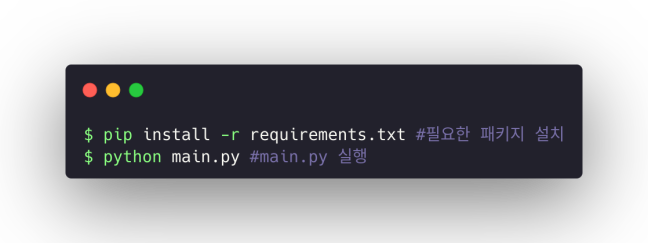 $ pip install -r requirements.txt #필요한 패키지 설치
$ python main.py #main.py 실행